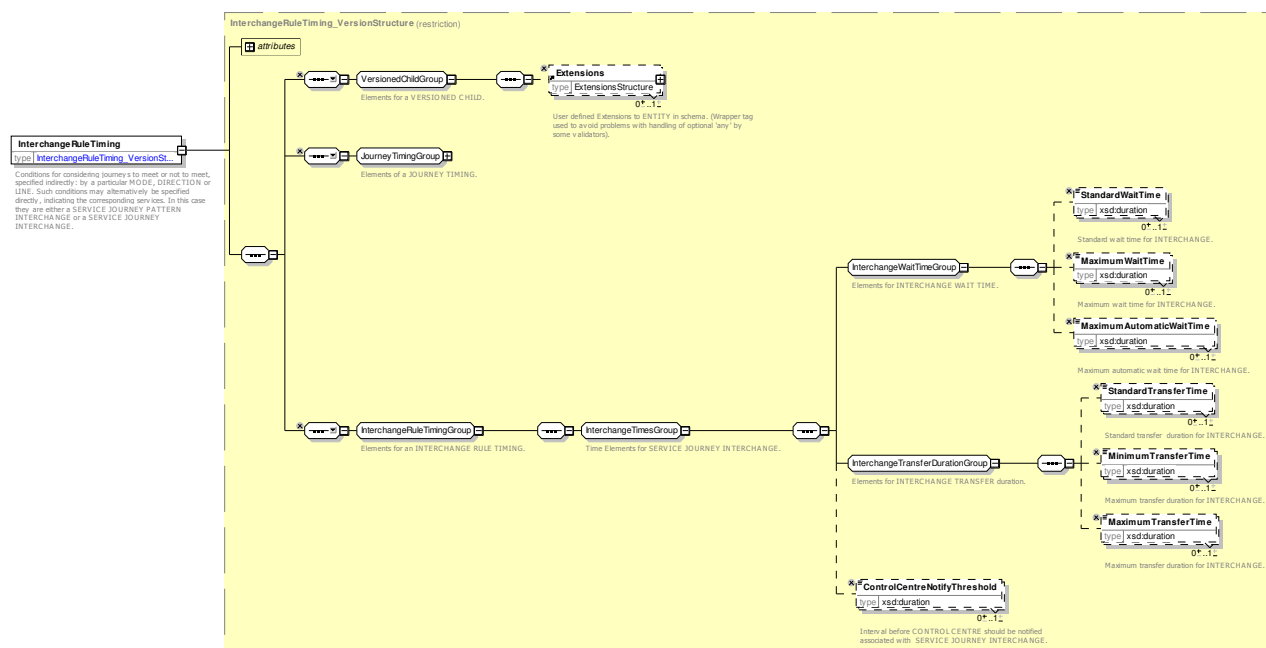 InterchangeRuleTiming_VersionStructure (restriction)
attributes
VersionedChildGroup
Elements for a VERSIONED CHILD.
Extensions
type ExtensionsStructure
0..1
User defined Extensions to ENTITY in schema. (Wrapper tag
used to avoid problems with handling of optional 'any' by
some validators).
InterchangeRuleTiming
type InterchangeRuleTiming_VersionSt...
Conditions for considering journeys to meet or not to meet,
specified indirectly: by a particular MODE, DIRECTION or
LINE. Such conditions may alternatively be specified
directly, indicating the corresponding services. In this case
they are either a SERVICE JOURNEY PATTERN
INTERCHANGE or a SERVICE JOURNEY
INTERCHANGE.
JourneyTimingGroup
Elements of a JOURNEY TIMING.
InterchangeRuleTimingGroup
Elements for an INTERCHANGE RULE TIMING.
InterchangeTimesGroup
Time Elements for SERVICE JOURNEY INTERCHANGE.
InterchangeWaitTimeGroup
Elements for INTERCHANGE WAIT TIME.
StandardWaitTime
type xsd:duration
0..1
Standard wait time for INTERCHANGE.
MaximumWaitTime
type xsd:duration
0..1
Maximum wait time for INTERCHANGE.
MaximumAutomaticWaitTime
type xsd:duration
0..1
Maximum automatic wait time for INTERCHANGE.
InterchangeTransferDurationGroup
Elements for INTERCHANGE TRANSFER duration.
StandardTransferTime
type xsd:duration
0..1
Standard transfer duration for INTERCHANGE.
MinimumTransferTime
type xsd:duration
0..1
Maximum transfer duration for INTERCHANGE.
MaximumTransferTime
type xsd:duration
0..1
Maximum transfer duration for INTERCHANGE.
ControlCentreNotifyThreshold
type xsd:duration
0..1
Interval before CONTROL CENTRE should be notified
associated with SERVICE JOURNEY INTERCHANGE.